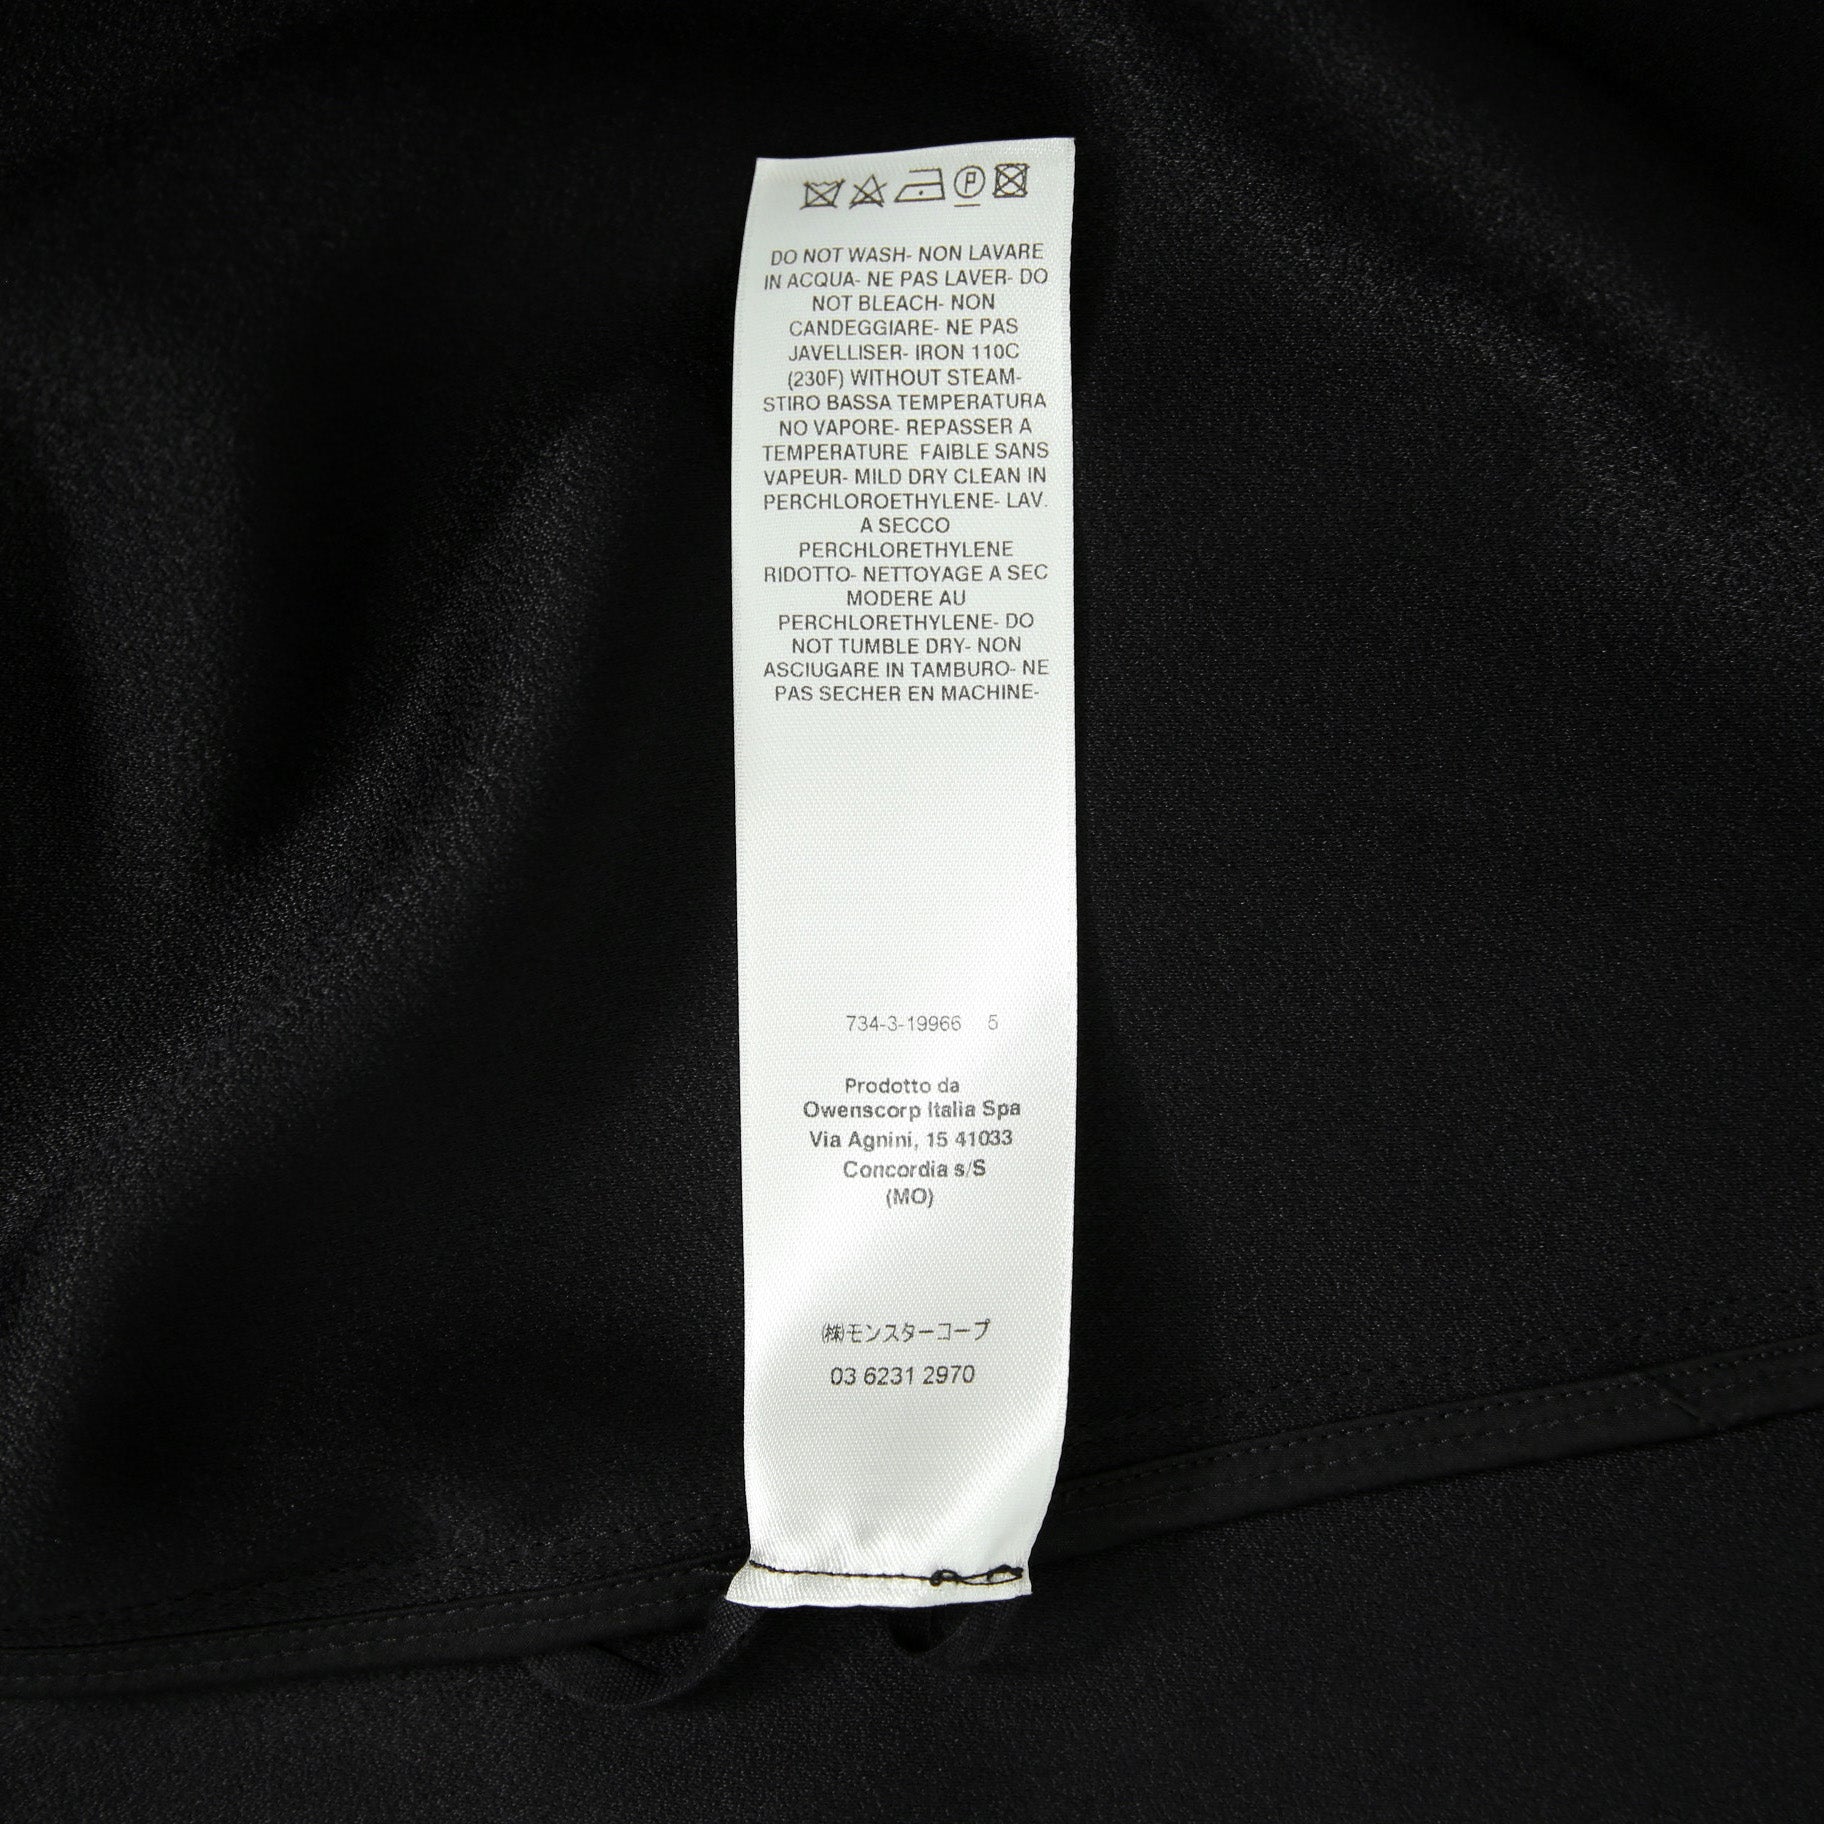 DO NOT WASH- NON LAVARE
IN ACQUA- NE PAS LAVER- DO
NOT BLEACH- NON
CANDEGGIARE- NE PAS
JAVELLISER- IRON 110C
(230F) WITHOUT STEAM-
STIRO BASSA TEMPERATURA
NO VAPORE- REPASSER A
TEMPERATURE FAIBLE SANS
VAPEUR- MILD DRY CLEAN IN
PERCHLOROETHYLENE- LAV.
A SECCO
PERCHLORETHYLENE
RIDOTTO- NETTOYAGE A SEC
MODERE AU
PERCHLORETHYLENE- DO
NOT TUMBLE DRY- NON
ASCIUGARE IN TAMBURO- NE
PAS SECHER EN MACHINE-
734-3-19966 5
Prodotto da
Owenscorp Italia Spa
Via Agnini, 15 41033
Concordia s/S
(MO)
㈱モンスターコープ
03 6231 2970